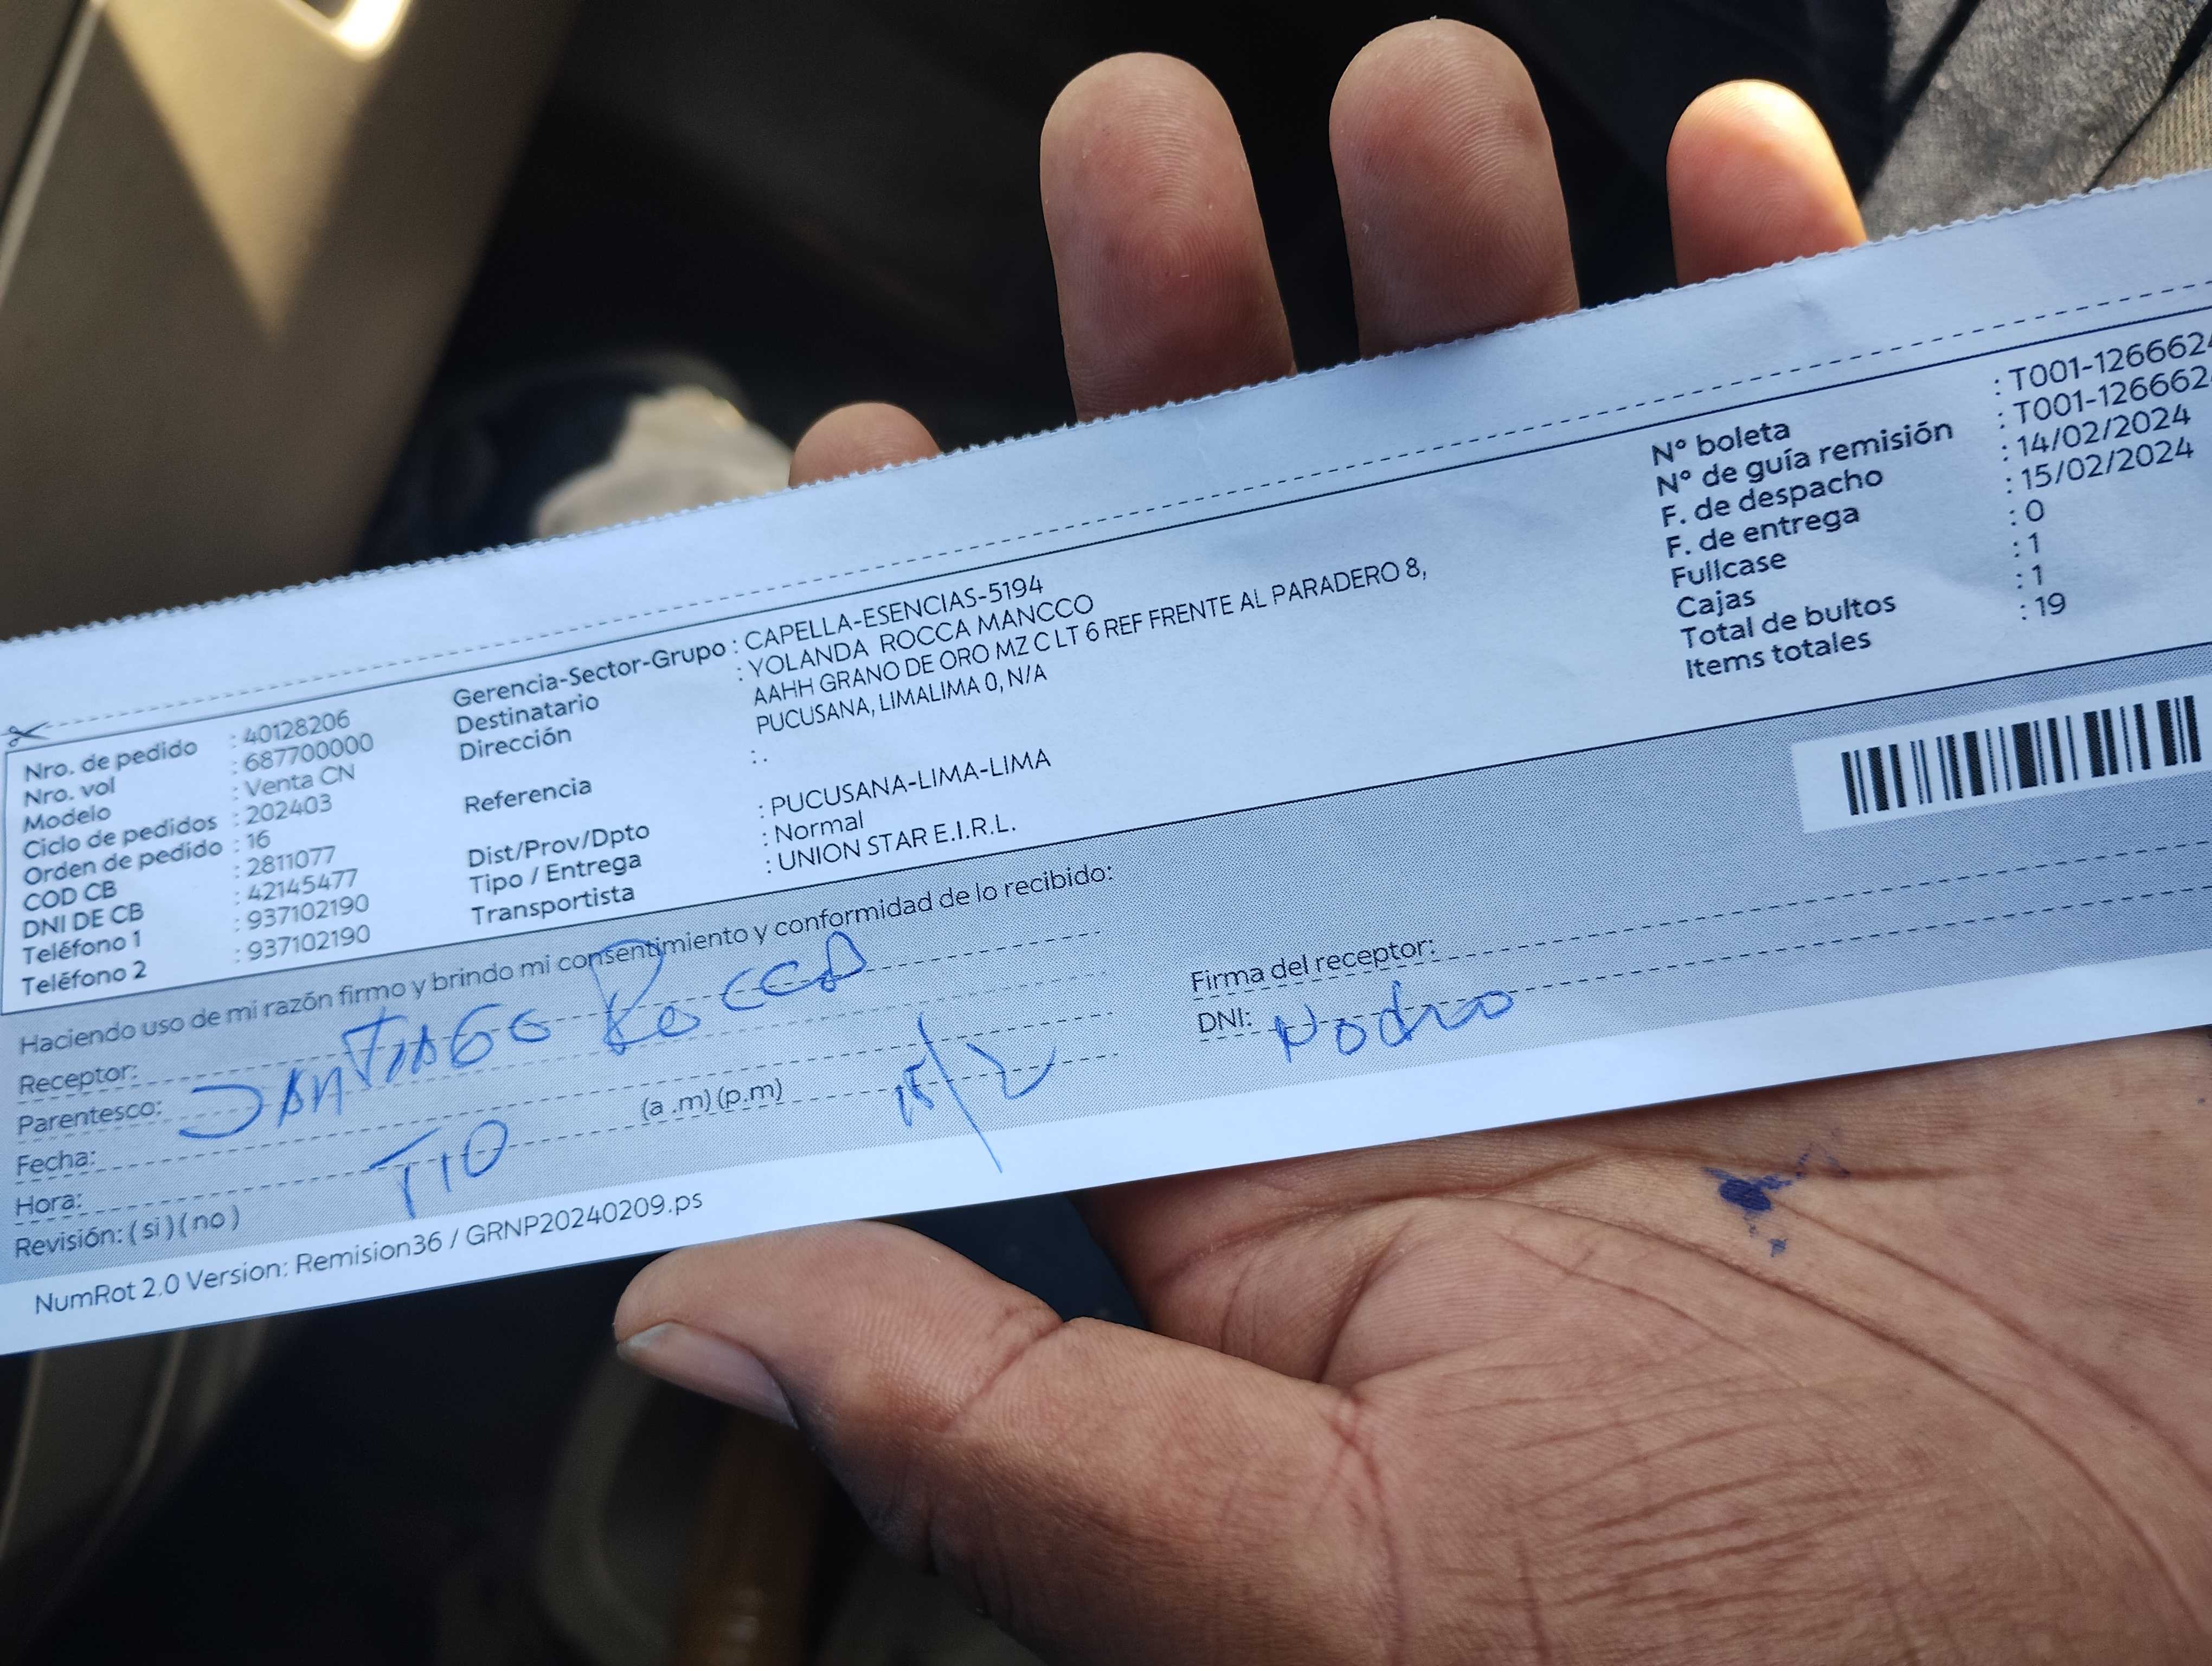 Nro. de pedido : 40128206
Nro. vol : 687700000
Modelo : Venta CN
Ciclo de pedidos : 202403
Orden de pedido : 16
COD CB : 2811077
DNI DE CB : 42145477
Teléfono 1 : 937102190
Teléfono 2 : 937102190
Gerencia-Sector-Grupo : CAPELLA-ESENCIAS-5194
Destinatario : YOLANDA ROCCA MANCCO
Dirección AAHH GRANO DE ORO MZ C LT 6 REF FRENTE AL PARADERO 8,
PUCUSANA, LIMALIMA 0, N/A
Referencia : .
Dist/Prov/Dpto : PUCUSANA-LIMA-LIMA
Tipo / Entrega : Normal
Transportista : UNION STAR E.I.R.L.
N° boleta : T001-1266624
N° de guía remisión : T001-126662
F. de despacho : 14/02/2024
F. de entrega : 15/02/2024
Fullcase : 0
Cajas : 1
Total de bultos : 1
Items totales : 19
Haciendo uso de mi razón firmo y brindo mi consentimiento y conformidad de lo recibido:
Receptor: SANTIAGO ROCCA
Parentesco: TIO
Fecha: 15/2
Hora: (a .m) (p.m)
Revisión: ( si ) ( no )
Firma del receptor:
DNI:
NumRot 2.0 Version: Remision36 / GRNP20240209.ps